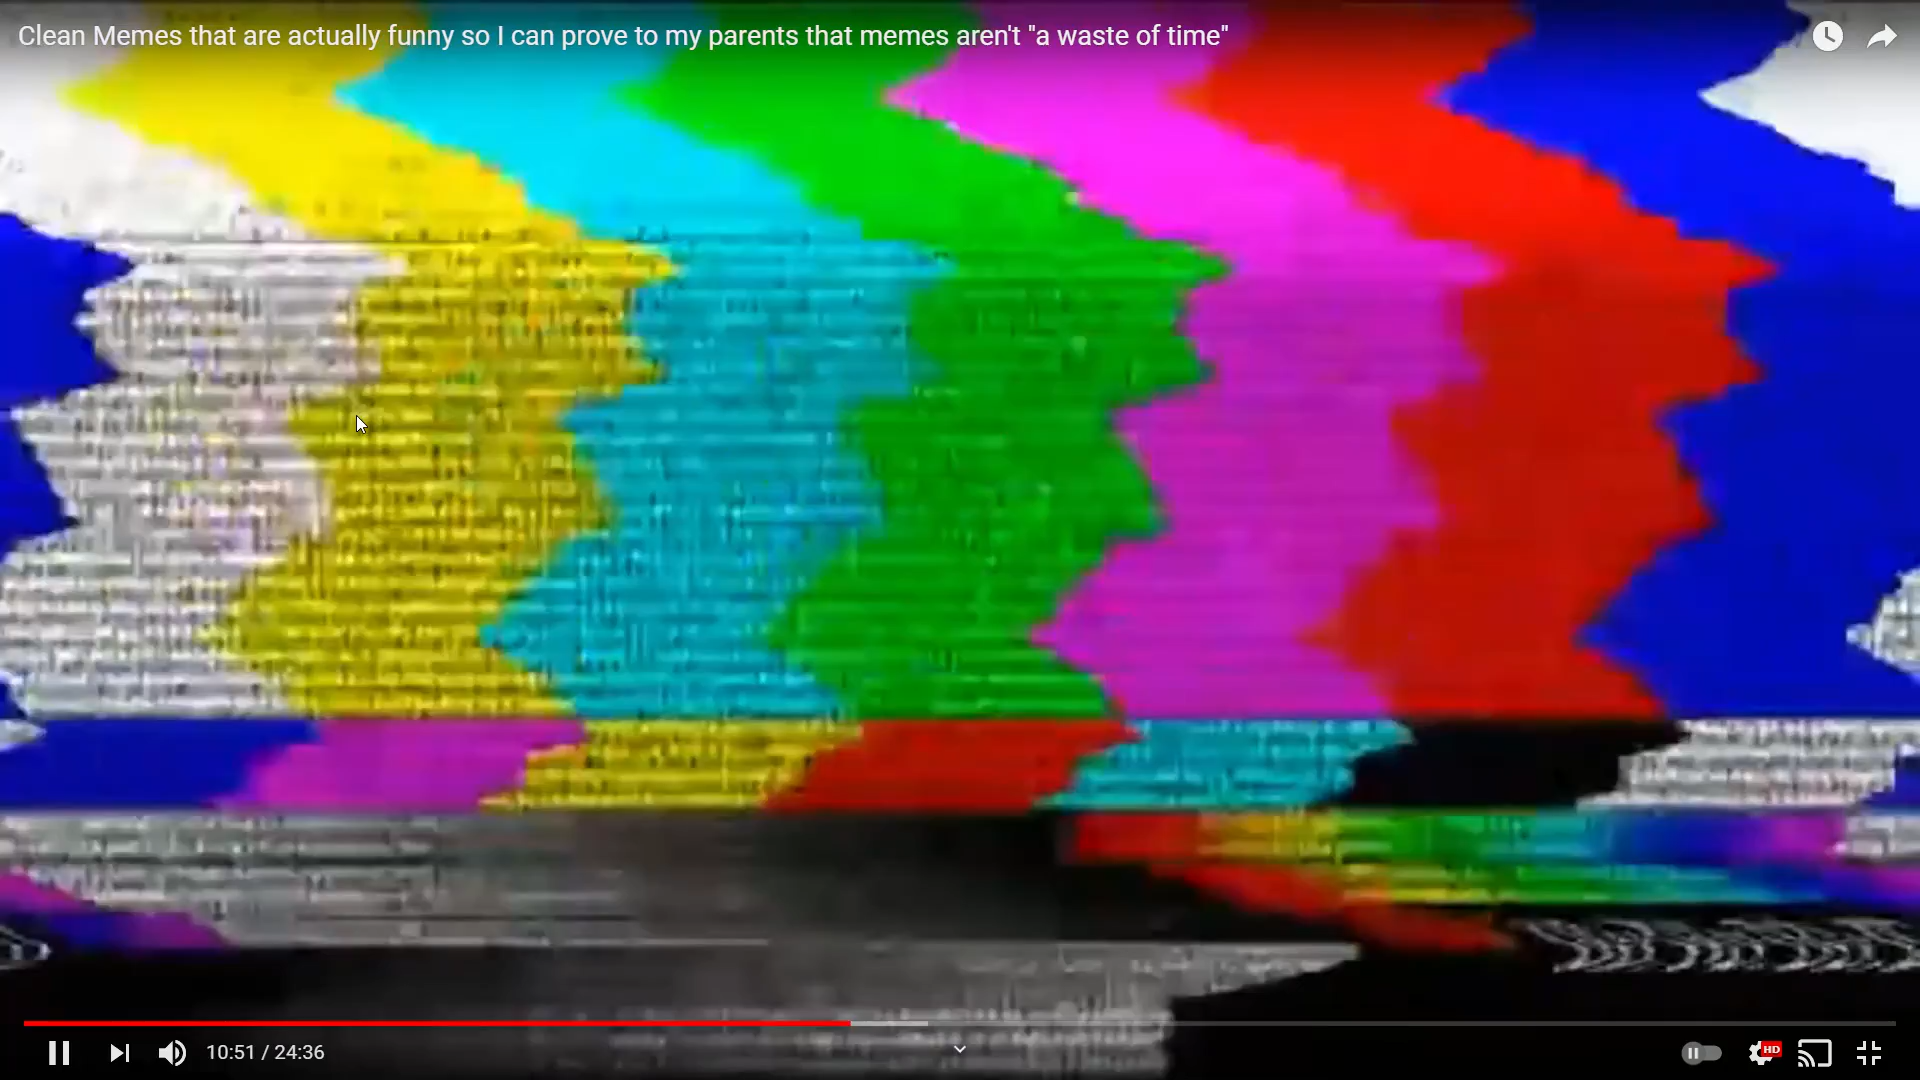 Clean Memes that are actually funny so I can prove to my parents that memes aren't "a waste of time"
10:51 / 24:36
HD